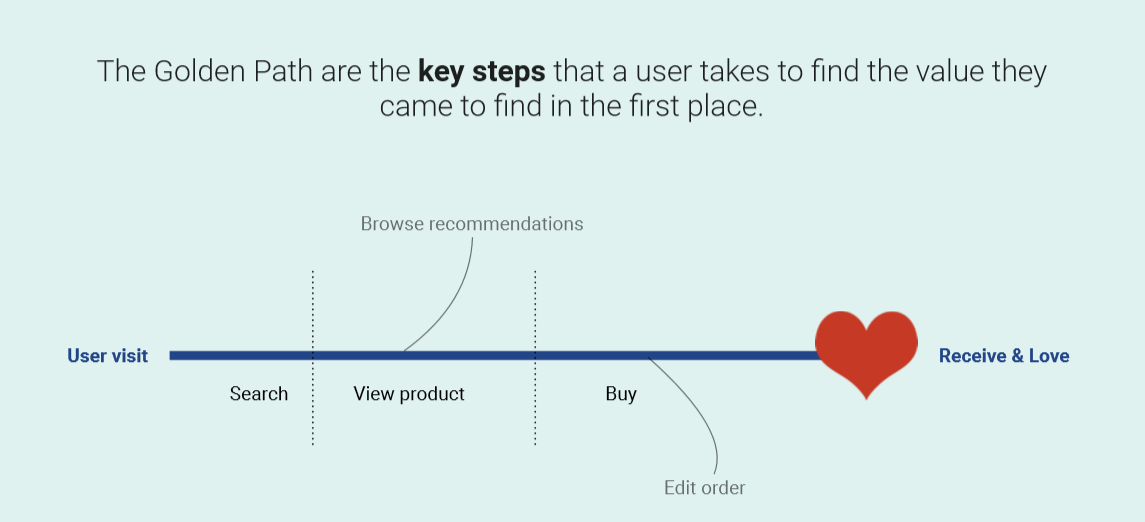 The Golden Path are the key steps that a user takes to find the value they
came to find in the first place.
Browse recommendations
User visit
Receive & Love
Search
View product
Buy
Edit order